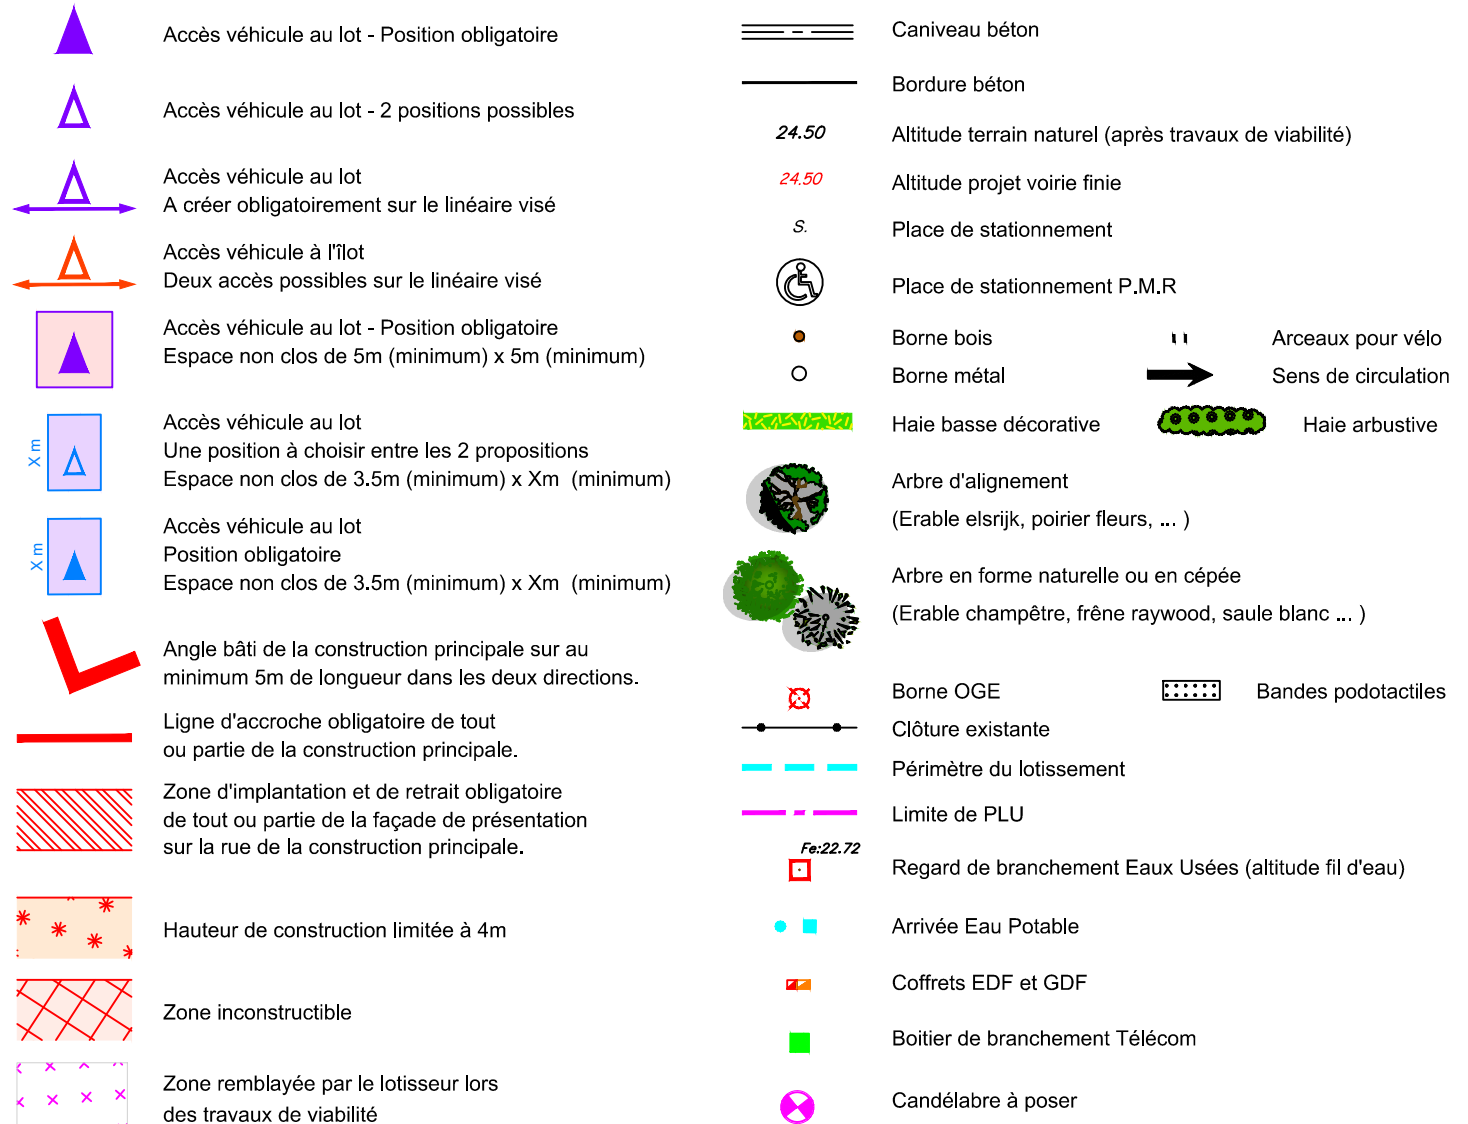 Accès véhicule au lot - Position obligatoire
Accès véhicule au lot - 2 positions possibles
Accès véhicule au lot
A créer obligatoirement sur le linéaire visé
Accès véhicule à l'îlot
Deux accès possibles sur le linéaire visé
Accès véhicule au lot - Position obligatoire
Espace non clos de 5m (minimum) x 5m (minimum)
X m
Accès véhicule au lot
Une position à choisir entre les 2 propositions
Espace non clos de 3.5m (minimum) x Xm (minimum)
X m
Accès véhicule au lot
Position obligatoire
Espace non clos de 3.5m (minimum) x Xm (minimum)
Angle bâti de la construction principale sur au
minimum 5m de longueur dans les deux directions.
Ligne d'accroche obligatoire de tout
ou partie de la construction principale.
Zone d'implantation et de retrait obligatoire
de tout ou partie de la façade de présentation
sur la rue de la construction principale.
Hauteur de construction limitée à 4m
Zone inconstructible
Zone remblayée par le lotisseur lors
des travaux de viabilité
Caniveau béton
Bordure béton
24.50 Altitude terrain naturel (après travaux de viabilité)
24.50 Altitude projet voirie finie
S. Place de stationnement
Place de stationnement P.M.R
Borne bois Arceaux pour vélo
Borne métal Sens de circulation
Haie basse décorative Haie arbustive
Arbre d'alignement
(Erable elsrijk, poirier fleurs, ... )
Arbre en forme naturelle ou en cépée
(Erable champêtre, frêne raywood, saule blanc ... )
Borne OGE Bandes podotactiles
Clôture existante
Périmètre du lotissement
Limite de PLU
Fe:22.72
Regard de branchement Eaux Usées (altitude fil d'eau)
Arrivée Eau Potable
Coffrets EDF et GDF
Boitier de branchement Télécom
Candélabre à poser